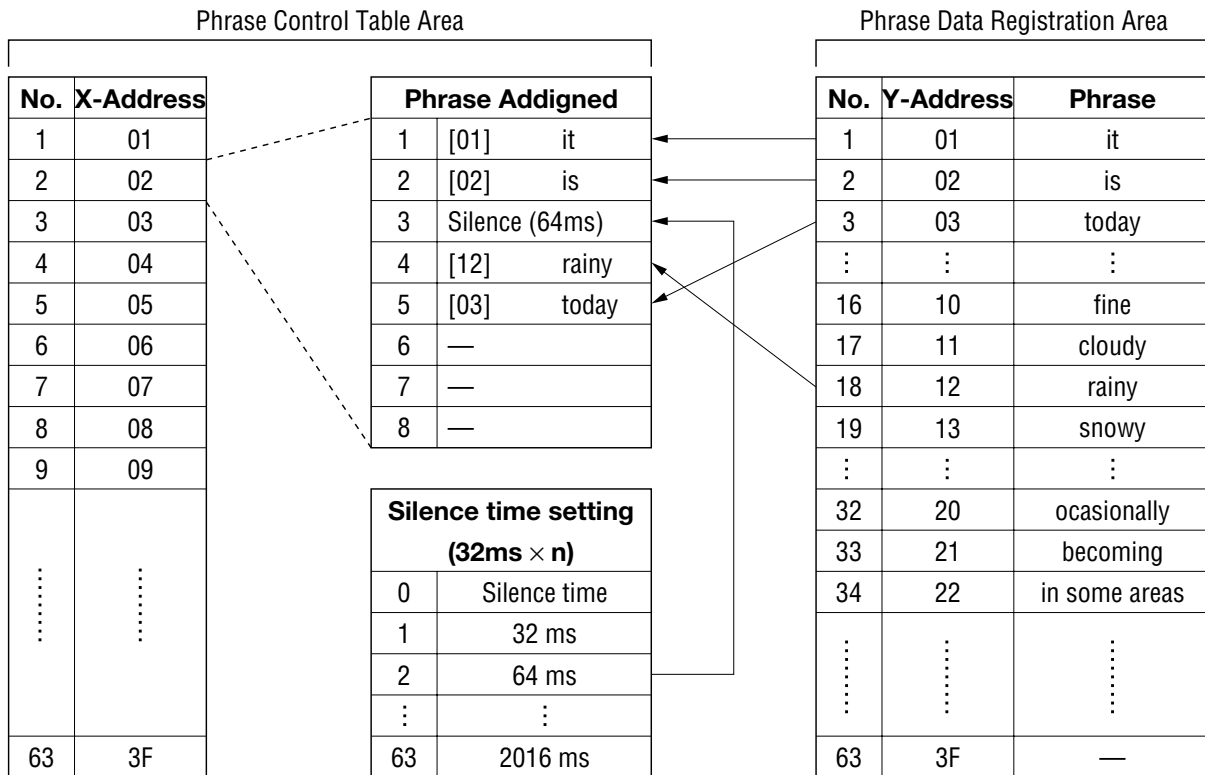 Phrase Control Table Area
No. X-Address
1 01
2 02
3 03
4 04
5 05
6 06
7 07
8 08
9 09
⋮ ⋮
63 3F
Phrase Addigned
1 [01] it
2 [02] is
3 Silence (64ms)
4 [12] rainy
5 [03] today
6 —
7 —
8 —
Silence time setting
(32ms × n)
0 Silence time
1 32 ms
2 64 ms
⋮ ⋮
63 2016 ms
Phrase Data Registration Area
No. Y-Address Phrase
1 01 it
2 02 is
3 03 today
⋮ ⋮ ⋮
16 10 fine
17 11 cloudy
18 12 rainy
19 13 snowy
⋮ ⋮ ⋮
32 20 ocasionally
33 21 becoming
34 22 in some areas
⋮ ⋮ ⋮
63 3F —